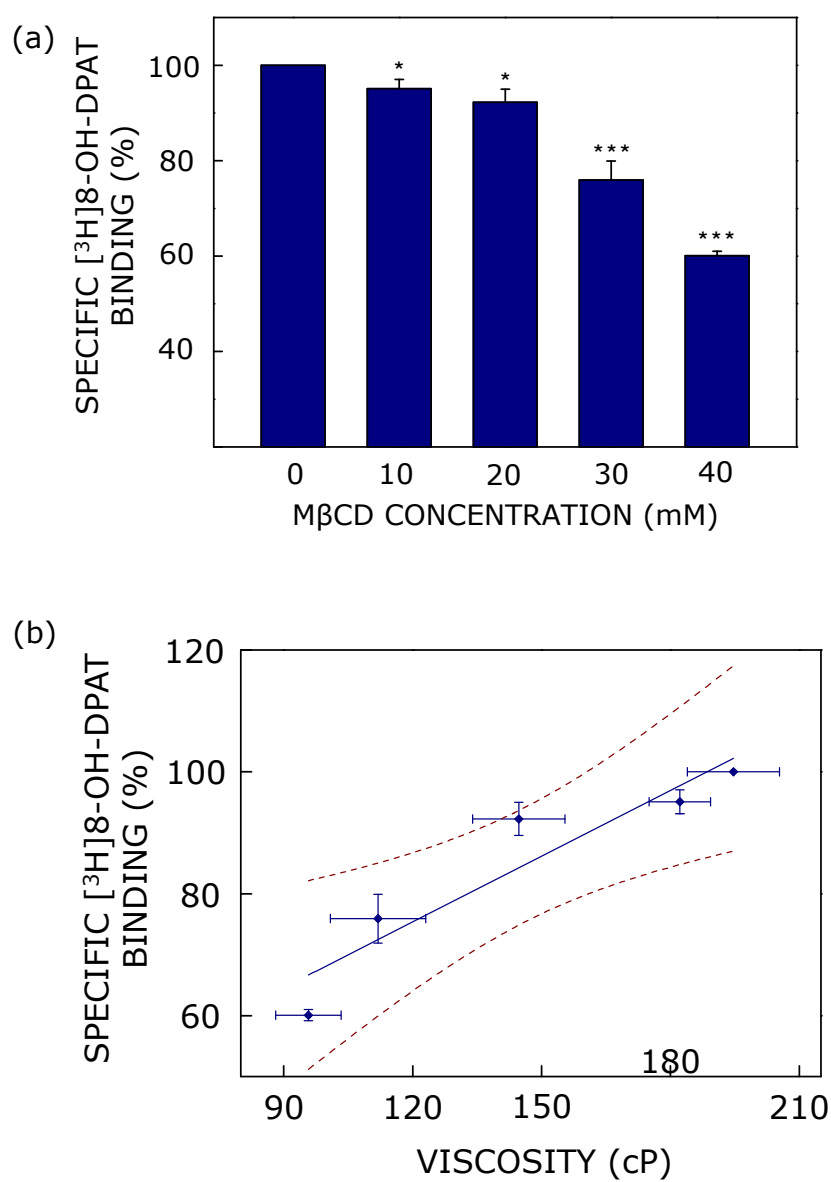 (a)
SPECIFIC [³H]8-OH-DPAT
BINDING (%)
100
80
60
40
*
*
***
***
0 10 20 30 40
MβCD CONCENTRATION (mM)
(b)
SPECIFIC [³H]8-OH-DPAT
BINDING (%)
120
100
80
60
90 120 150 180 210
VISCOSITY (cP)